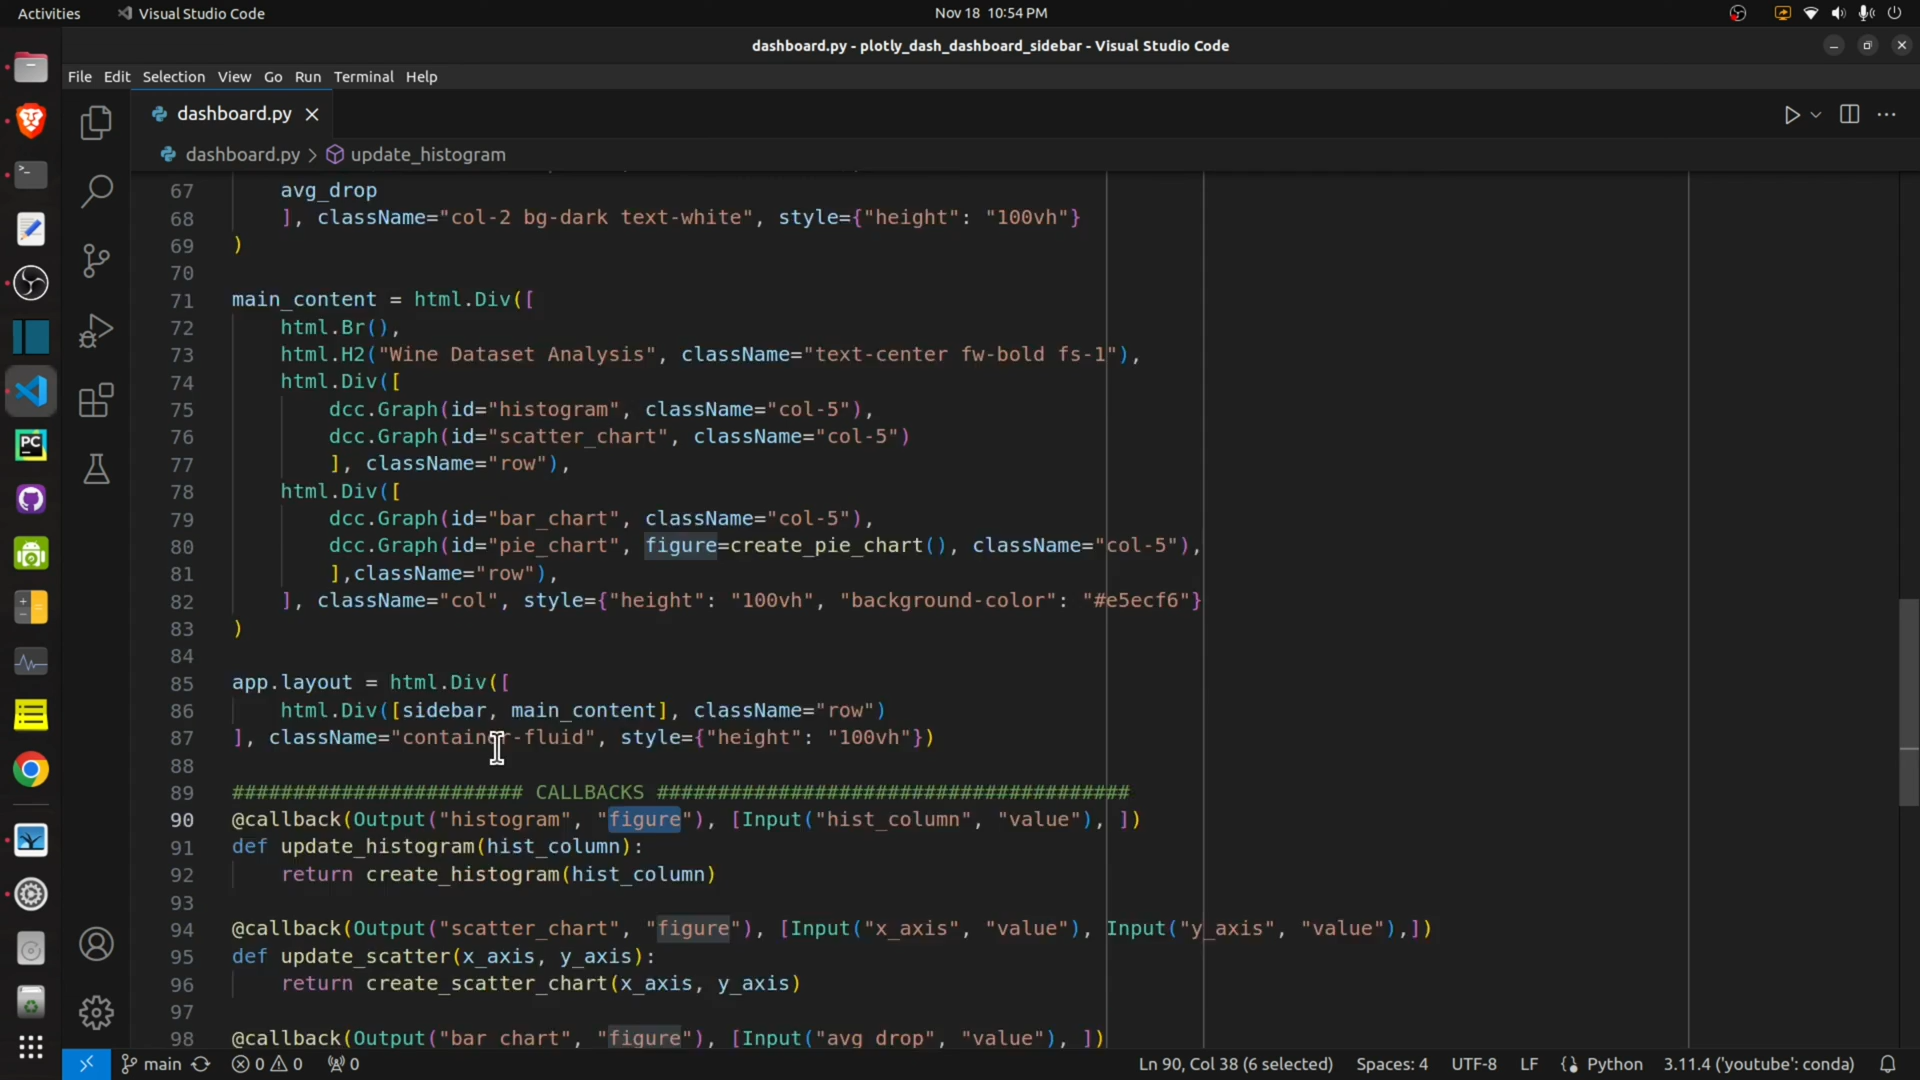 Activities
Visual Studio Code
Nov 18 10:54 PM
dashboard.py - plotly_dash_dashboard_sidebar - Visual Studio Code
File Edit Selection View Go Run Terminal Help
dashboard.py
dashboard.py > update_histogram
67 avg_drop
68 ], className="col-2 bg-dark text-white", style={"height": "100vh"}
69 )
70
71 main_content = html.Div([
72 html.Br(),
73 html.H2("Wine Dataset Analysis", className="text-center fw-bold fs-1"),
74 html.Div([
75 dcc.Graph(id="histogram", className="col-5"),
76 dcc.Graph(id="scatter_chart", className="col-5")
77 ], className="row"),
78 html.Div([
79 dcc.Graph(id="bar_chart", className="col-5"),
80 dcc.Graph(id="pie_chart", figure=create_pie_chart(), className="col-5"),
81 ],className="row"),
82 ], className="col", style={"height": "100vh", "background-color": "#e5ecf6"}
83 )
84
85 app.layout = html.Div([
86 html.Div([sidebar, main_content], className="row")
87 ], className="container-fluid", style={"height": "100vh"})
88
89 ######################## CALLBACKS #######################################
90 @callback(Output("histogram", "figure"), [Input("hist_column", "value"), ])
91 def update_histogram(hist_column):
92 return create_histogram(hist_column)
93
94 @callback(Output("scatter_chart", "figure"), [Input("x_axis", "value"), Input("y_axis", "value"),])
95 def update_scatter(x_axis, y_axis):
96 return create_scatter_chart(x_axis, y_axis)
97
98 @callback(Output("bar_chart", "figure"), [Input("avg_drop", "value"), ])
PC
main 0 0 0 Ln 90, Col 38 (6 selected) Spaces: 4 UTF-8 LF Python 3.11.4 ('youtube': conda)